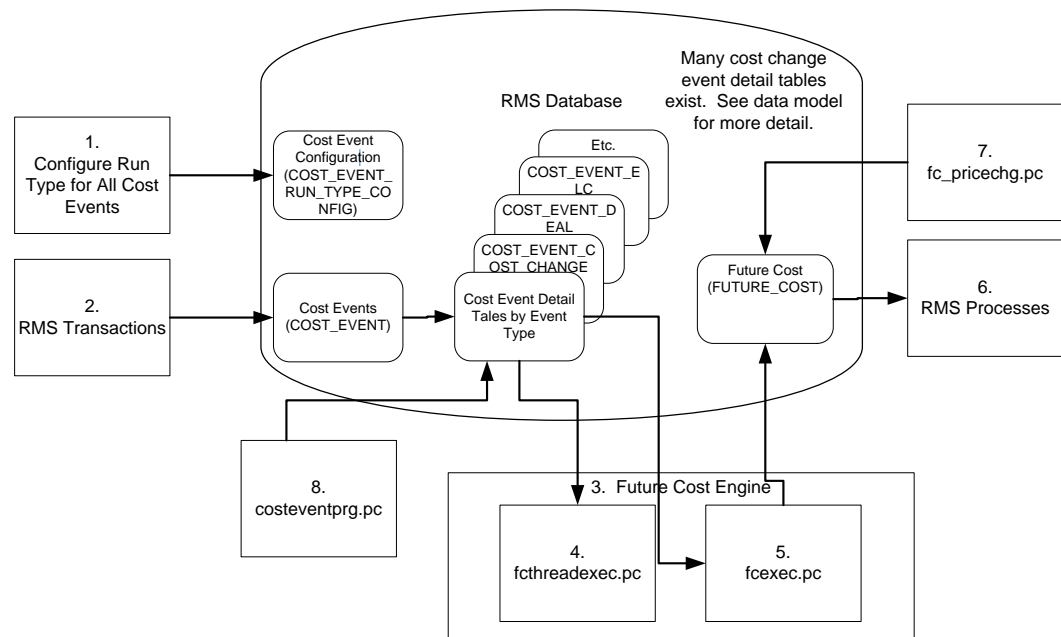 1.
Configure Run
Type for All Cost
Events
2.
RMS Transactions
Cost Event
Configuration
(COST_EVENT_
RUN_TYPE_CO
NFIG)
Cost Events
(COST_EVENT)
RMS Database
Etc.
COST_EVENT_E
LC
COST_EVENT_D
EAL
COST_EVENT_C
OST_CHANGE
Cost Event Detail
Tales by Event
Type
Many cost change
event detail tables
exist. See data model
for more detail.
Future Cost
(FUTURE_COST)
7.
fc_pricechg.pc
6.
RMS Processes
8.
costeventprg.pc
3. Future Cost Engine
4.
fcthreadexec.pc
5.
fcexec.pc